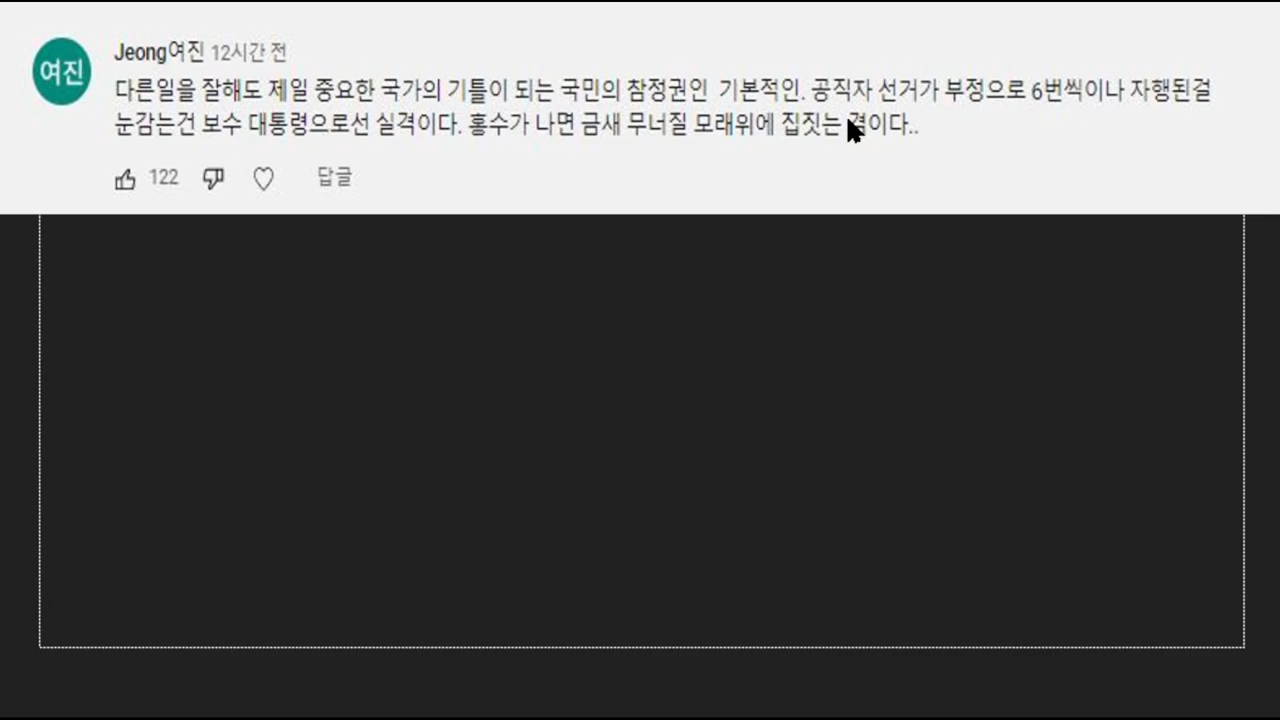 여진
Jeong여진 12시간 전
다른일을 잘해도 제일 중요한 국가의 기틀이 되는 국민의 참정권인 기본적인. 공직자 선거가 부정으로 6번씩이나 자행된걸
눈감는건 보수 대통령으로선 실격이다. 홍수가 나면 금새 무너질 모래위에 집짓는 격이다..
122 답글